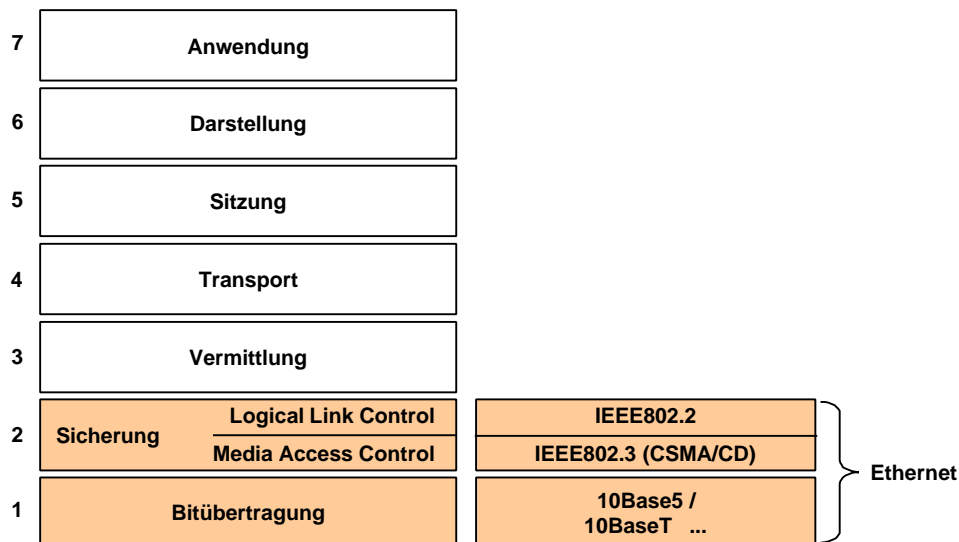 7 Anwendung
6 Darstellung
5 Sitzung
4 Transport
3 Vermittlung
2 Sicherung
Logical Link Control
Media Access Control
IEEE802.2
IEEE802.3 (CSMA/CD)
Ethernet
1 Bitübertragung
10Base5 /
10BaseT ...